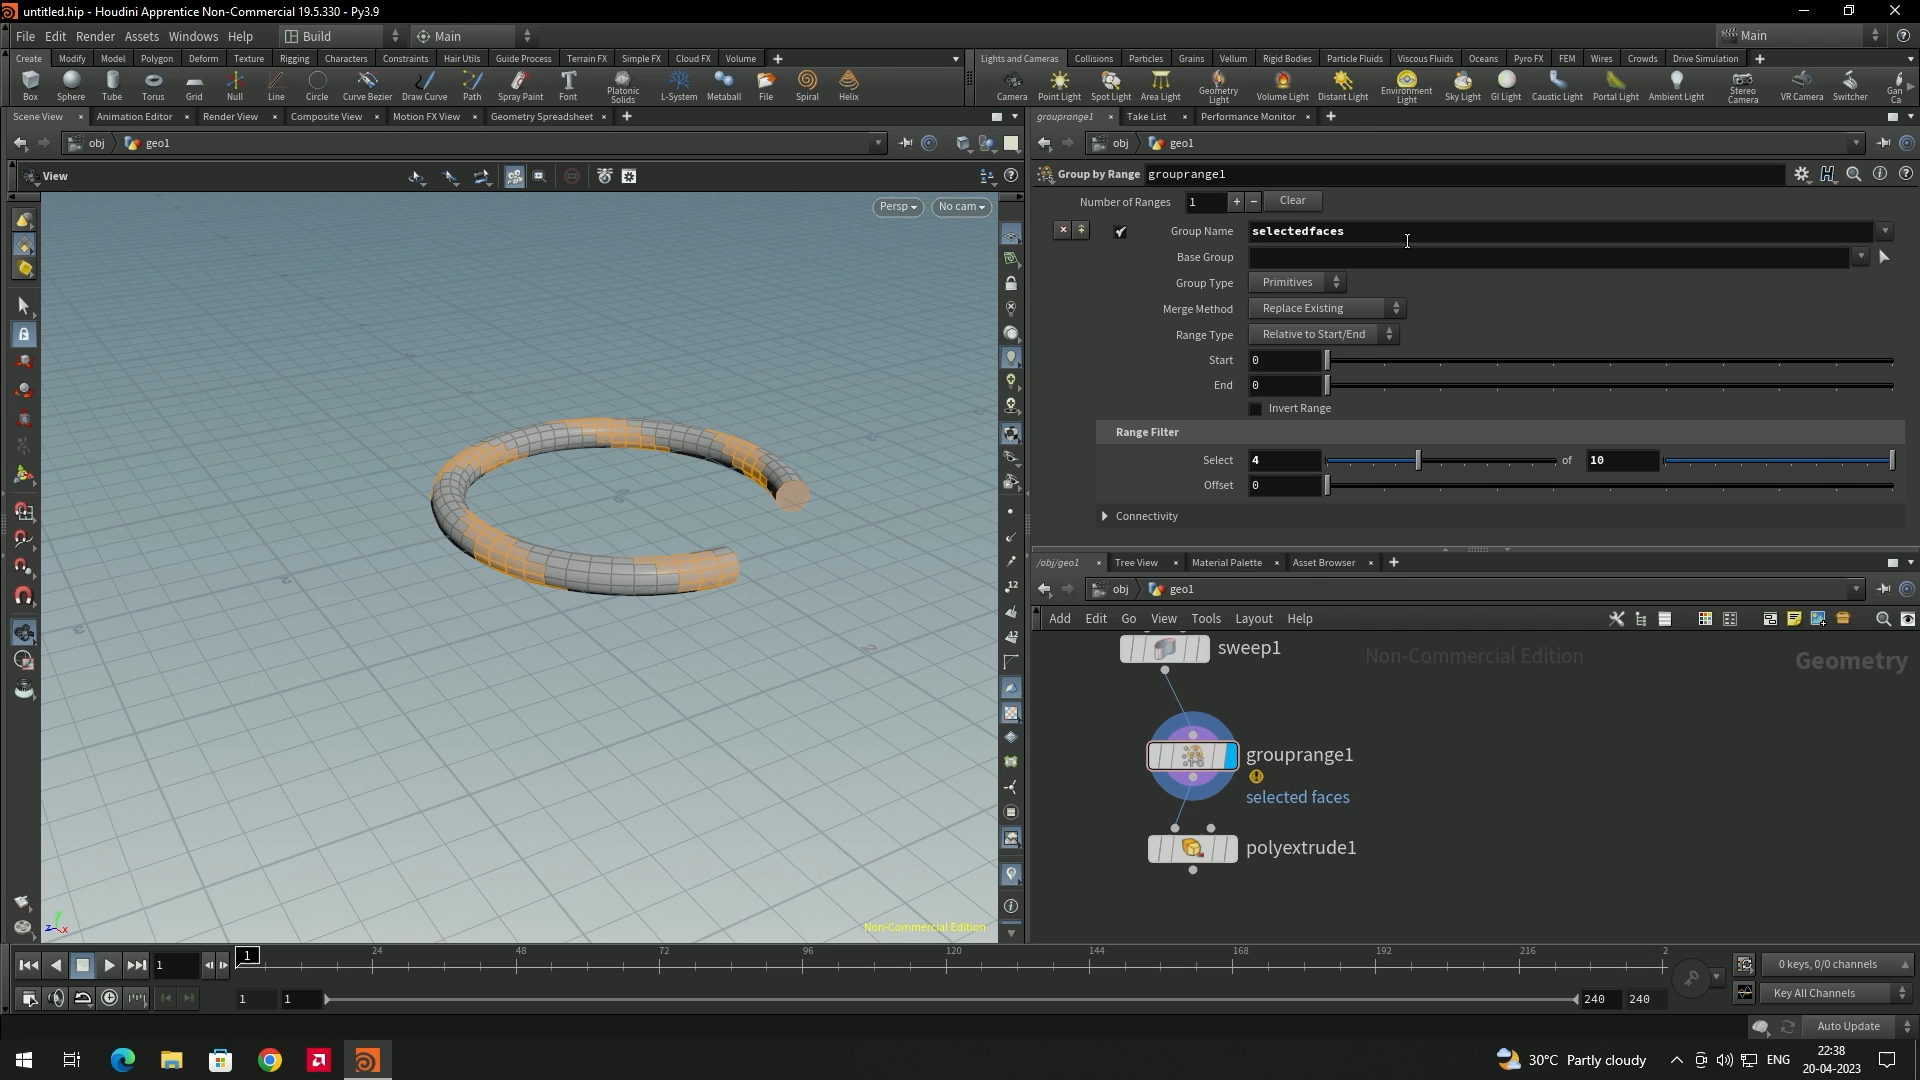 untitled.hip - Houdini Apprentice Non-Commercial 19.5.330 - Py3.9
File Edit Render Assets Windows Help Build Main Main
Create Modify Model Polygon Deform Texture Rigging Characters Constraints Hair Utils Guide Process Terrain FX Simple FX Cloud FX Volume
Lights and Cameras Collisions Particles Grains Vellum Rigid Bodies Particle Fluids Viscous Fluids Oceans Pyro FX FEM Wires Crowds Drive Simulation
Box Sphere Tube Torus Grid Null Line Circle Curve Bezier Draw Curve Path Spray Paint Font Platonic Solids L-System Metaball File Spiral Helix
Camera Point Light Spot Light Area Light Geometry Light Volume Light Distant Light Environment Light Sky Light GI Light Caustic Light Portal Light Ambient Light Stereo Camera VR Camera Switcher Gan Ca
Scene View Animation Editor Render View Composite View Motion FX View Geometry Spreadsheet
grouprange1 Take List Performance Monitor
obj geo1
obj geo1
View
Persp No cam
Group by Range grouprange1
Number of Ranges 1 Clear
Group Name selectedfaces
Base Group
Group Type Primitives
Merge Method Replace Existing
Range Type Relative to Start/End
Start 0
End 0
Invert Range
Range Filter
Select 4 of 10
Offset 0
Connectivity
/obj/geo1 Tree View Material Palette Asset Browser
obj geo1
Add Edit Go View Tools Layout Help
sweep1
Non-Commercial Edition
Geometry
grouprange1
selected faces
polyextrude1
Non-Commercial Edition
1 1 24 48 72 96 120 144 168 192 216 2
0 keys, 0/0 channels
1 1 240 240
Key All Channels
Auto Update
30°C Partly cloudy ENG
22:38
20-04-2023